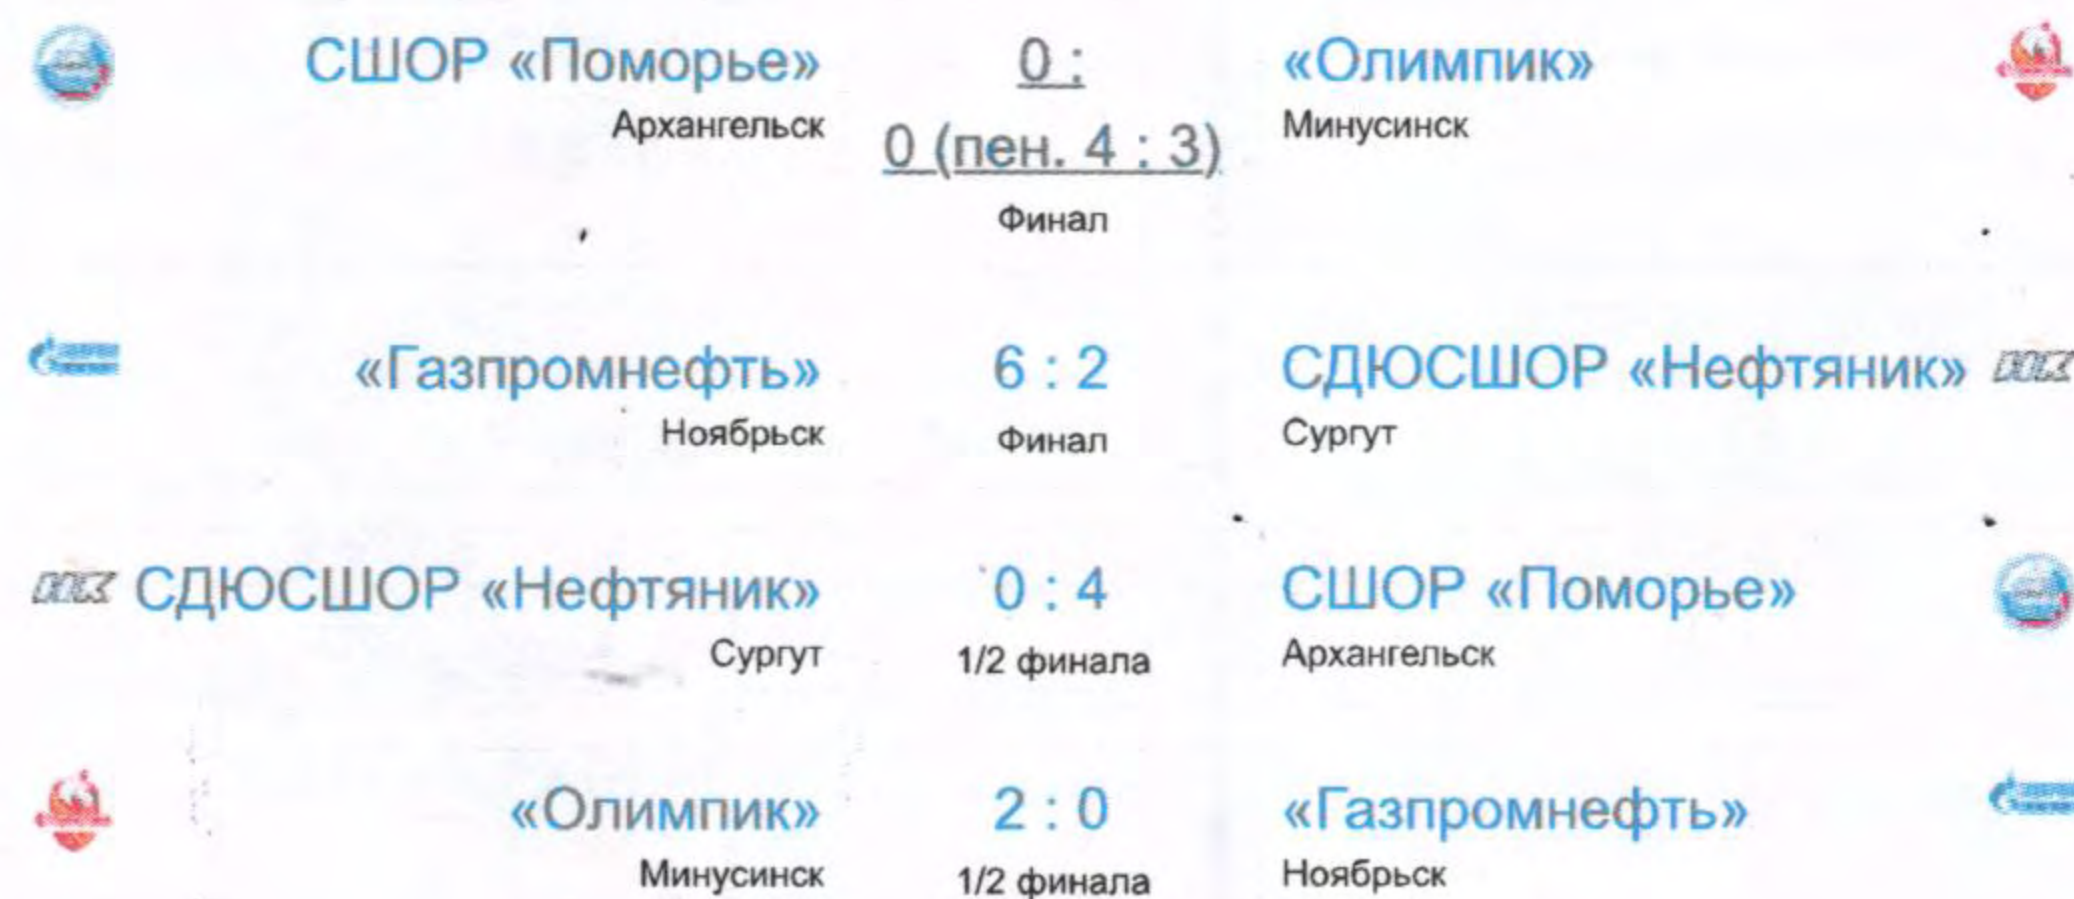 СШОР «Поморье» 0 : «Олимпик»
Архангельск 0 (пен. 4 : 3) Минусинск
Финал
«Газпромнефть» 6 : 2 СДЮСШОР «Нефтяник»
Ноябрьск Финал Сургут
СДЮСШОР «Нефтяник» 0 : 4 СШОР «Поморье»
Сургут 1/2 финала Архангельск
«Олимпик» 2 : 0 «Газпромнефть»
Минусинск 1/2 финала Ноябрьск